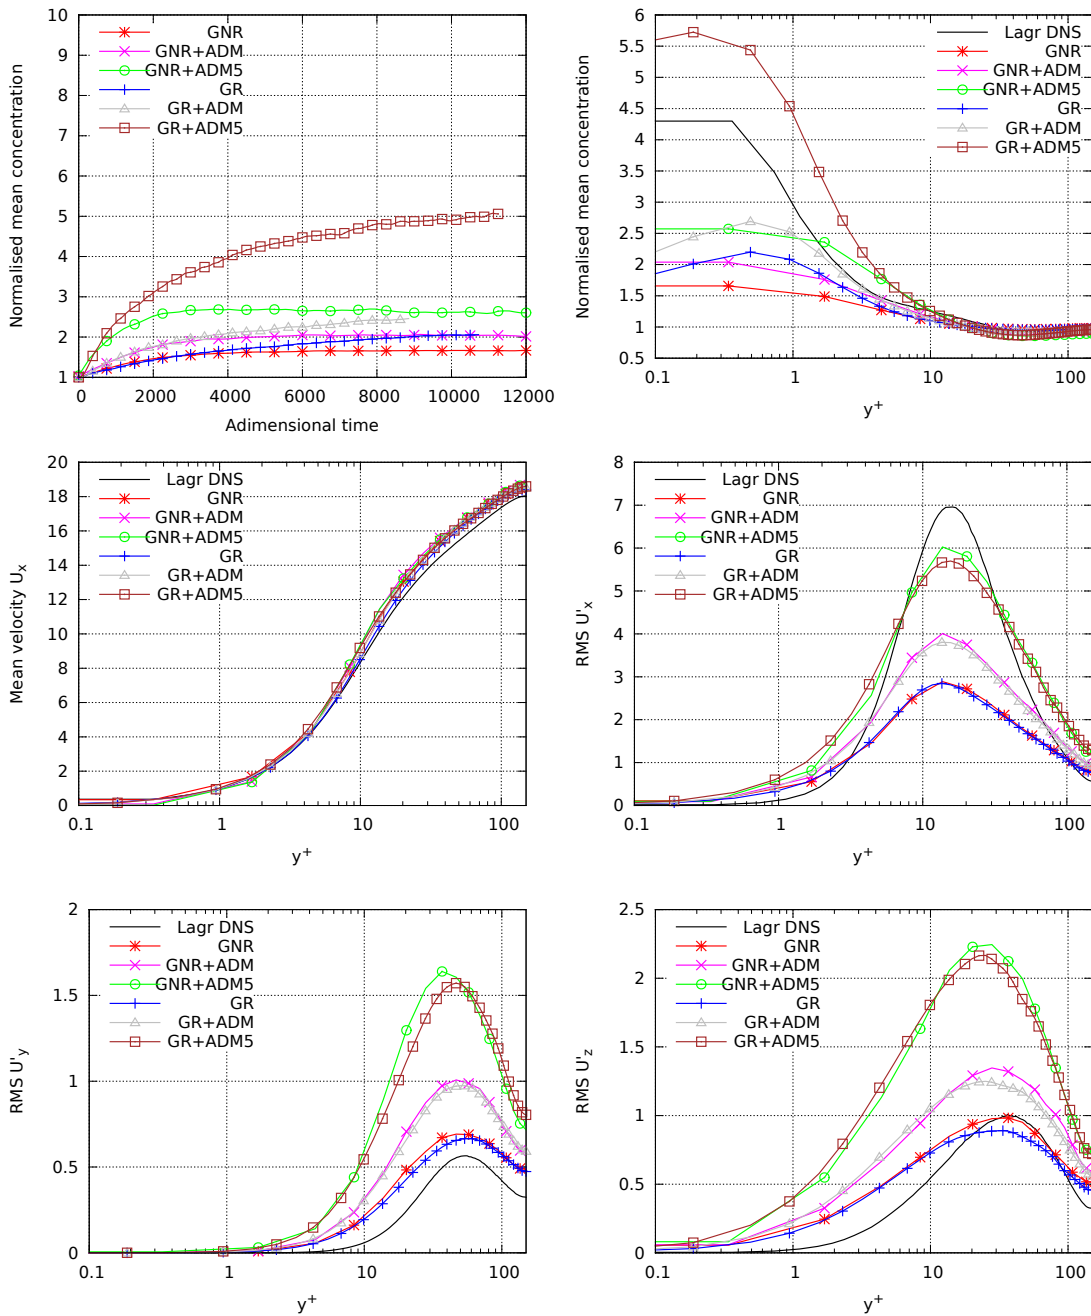 10
9
8
7
6
5
4
3
2
1
Normalised mean concentration
GNR
GNR+ADM
GNR+ADM5
GR
GR+ADM
GR+ADM5
0 2000 4000 6000 8000 10000 12000
Adimensional time
6
5.5
5
4.5
4
3.5
3
2.5
2
1.5
1
0.5
Normalised mean concentration
Lagr DNS
GNR
GNR+ADM
GNR+ADM5
GR
GR+ADM
GR+ADM5
0.1 1 10 100
y+
20
18
16
14
12
10
8
6
4
2
0
Mean velocity Ux
Lagr DNS
GNR
GNR+ADM
GNR+ADM5
GR
GR+ADM
GR+ADM5
0.1 1 10 100
y+
8
7
6
5
4
3
2
1
0
RMS U'x
Lagr DNS
GNR
GNR+ADM
GNR+ADM5
GR
GR+ADM
GR+ADM5
0.1 1 10 100
y+
2
1.5
1
0.5
0
RMS U'y
Lagr DNS
GNR
GNR+ADM
GNR+ADM5
GR
GR+ADM
GR+ADM5
0.1 1 10 100
y+
2.5
2
1.5
1
0.5
0
RMS U'z
Lagr DNS
GNR
GNR+ADM
GNR+ADM5
GR
GR+ADM
GR+ADM5
0.1 1 10 100
y+